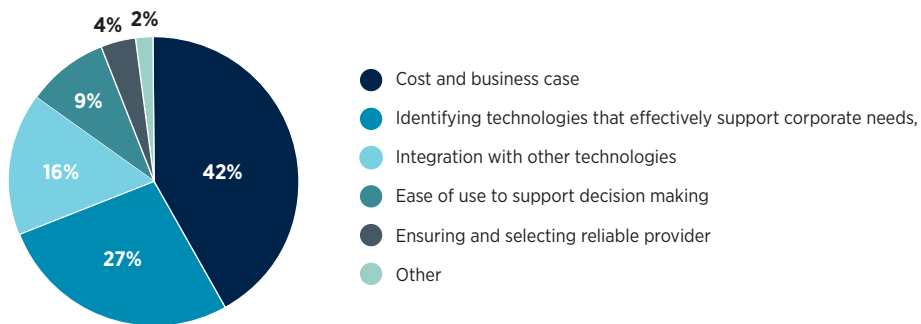 4%
2%
9%
16%
42%
27%
Cost and business case
Identifying technologies that effectively support corporate needs,
Integration with other technologies
Ease of use to support decision making
Ensuring and selecting reliable provider
Other